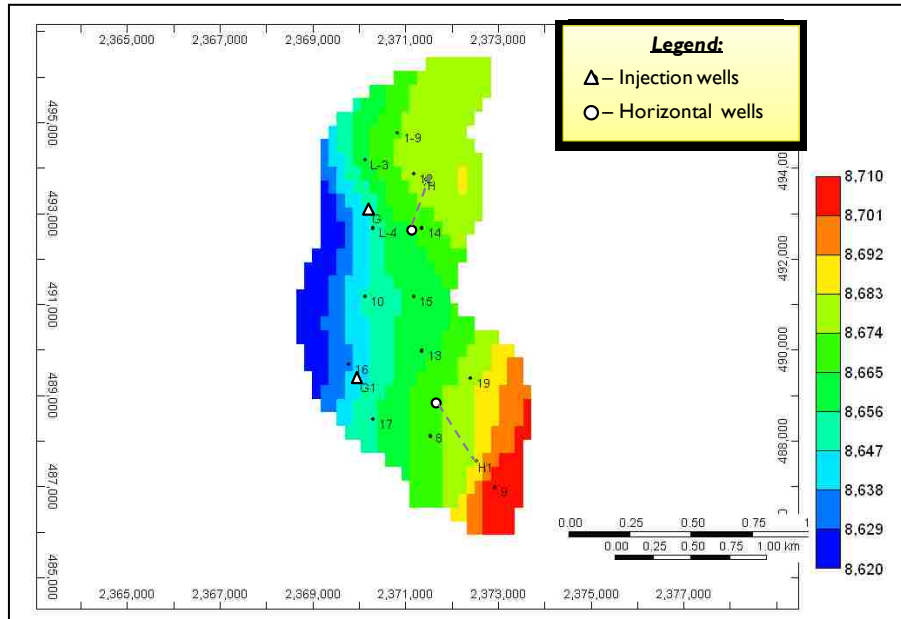 2,365,000 2,367,000 2,369,000 2,371,000 2,373,000
Legend:
– Injection wells
– Horizontal wells
495,000
493,000
491,000
489,000
487,000
485,000
1-9
L-3
12
H
G
L-4
14
10
15
13
16
G1
19
17
8
H1
9
494,000
492,000
490,000
488,000
8,710
8,701
8,692
8,683
8,674
8,665
8,656
8,647
8,638
8,629
8,620
0.00 0.25 0.50 0.75 1
0.00 0.25 0.50 0.75 1.00 km
2,365,000 2,367,000 2,369,000 2,371,000 2,373,000 2,375,000 2,377,000